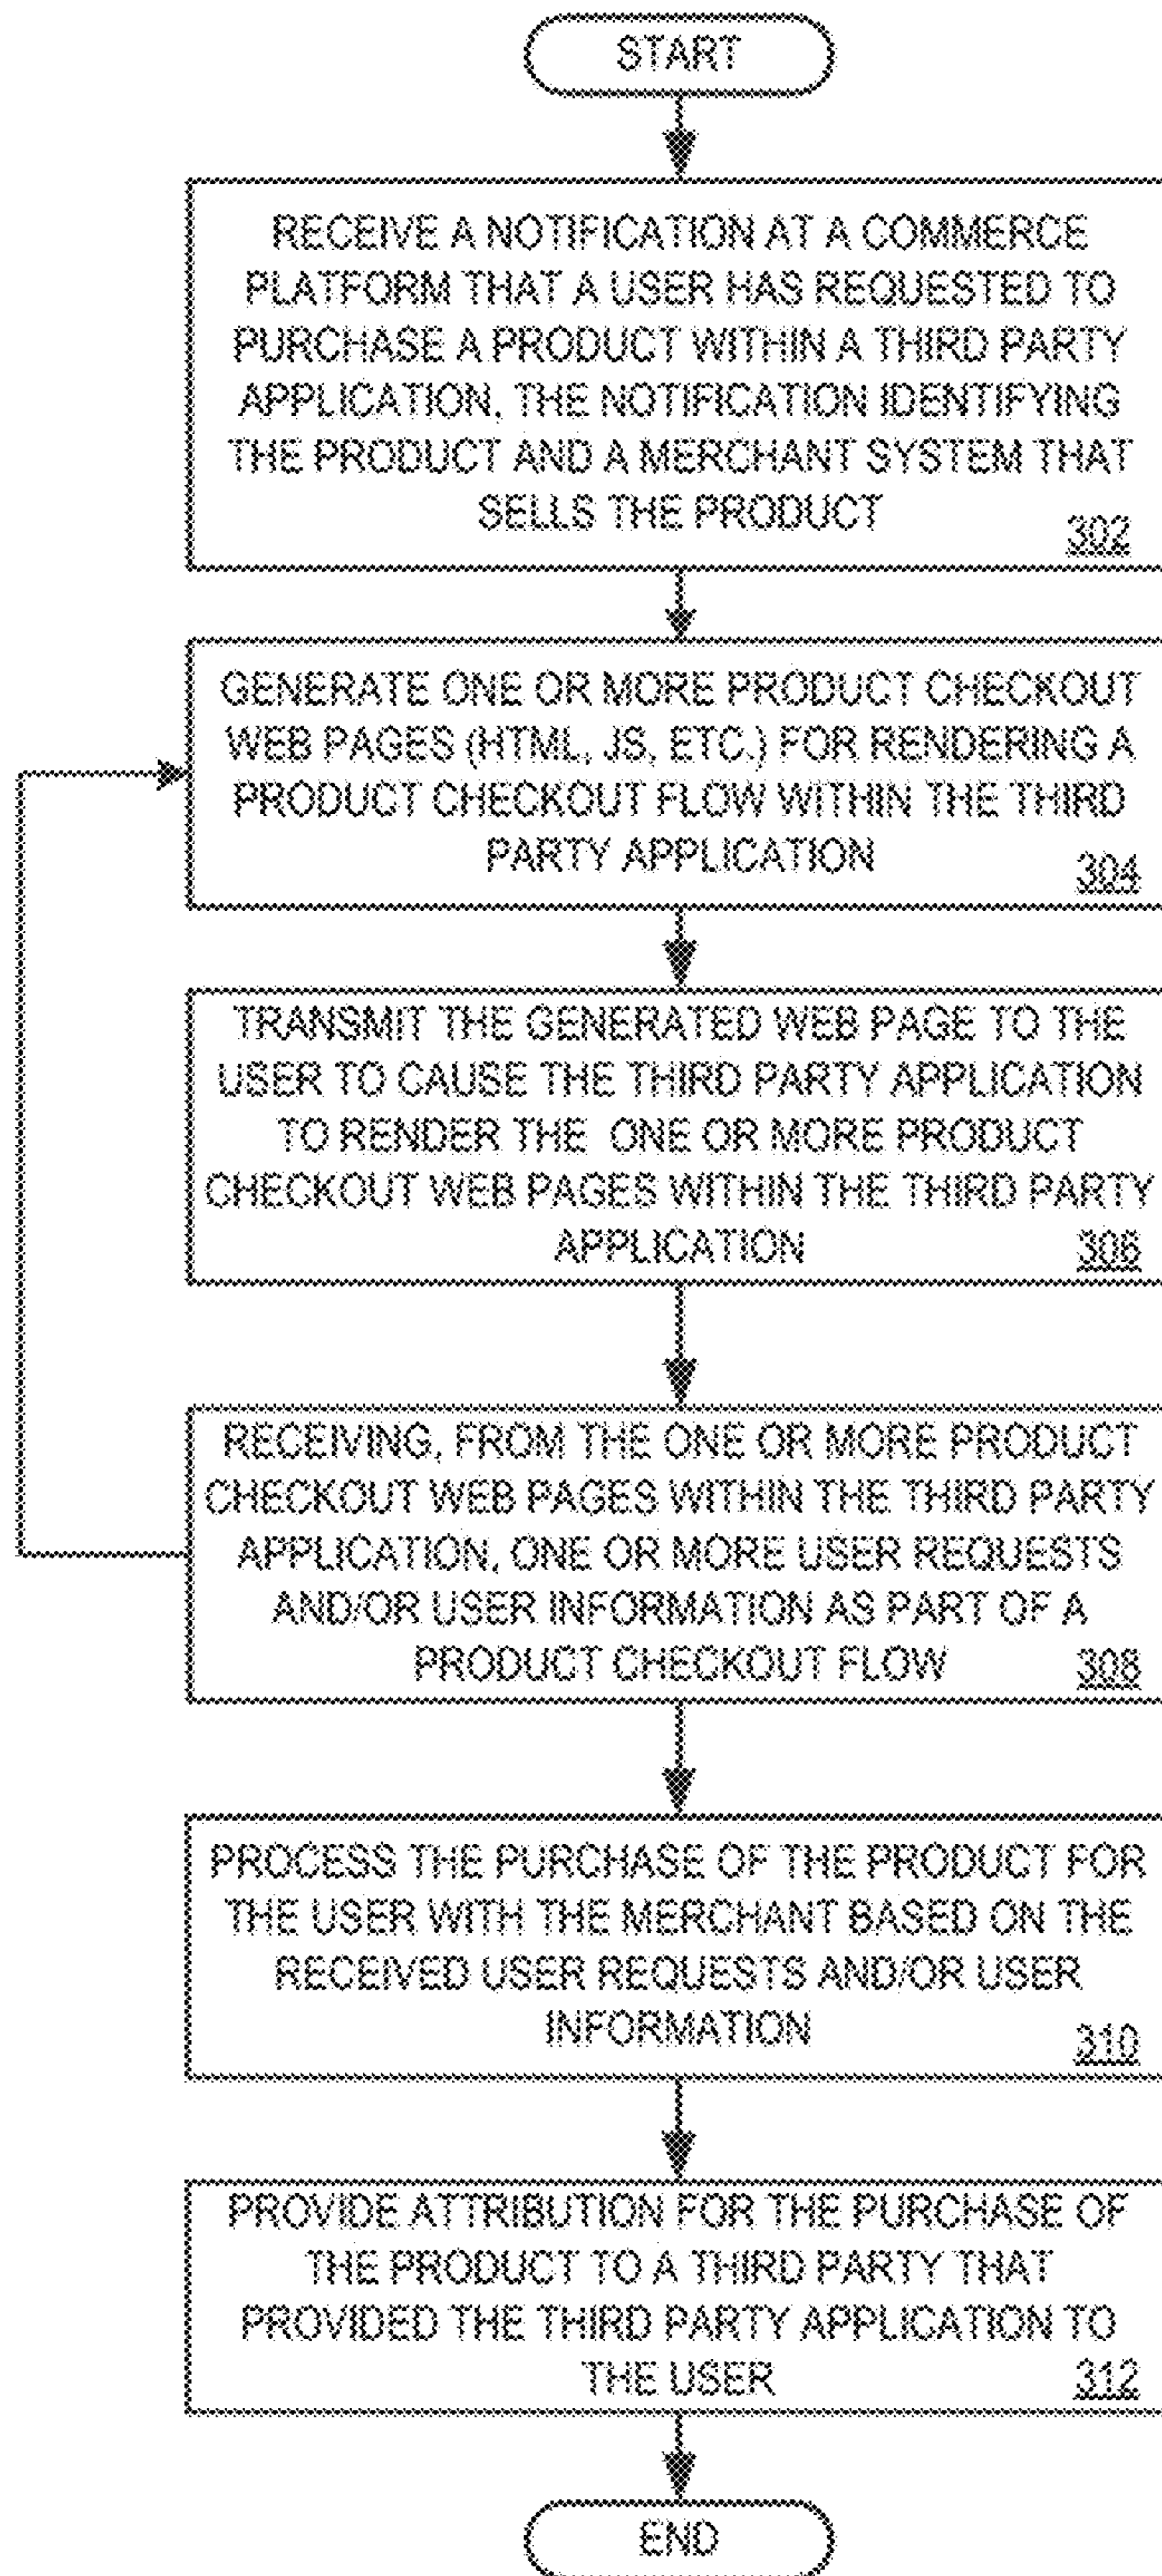 START
RECEIVE A NOTIFICATION AT A COMMERCE
PLATFORM THAT A USER HAS REQUESTED TO
PURCHASE A PRODUCT WITHIN A THIRD PARTY
APPLICATION, THE NOTIFICATION IDENTIFYING
THE PRODUCT AND A MERCHANT SYSTEM THAT
SELLS THE PRODUCT
302
GENERATE ONE OR MORE PRODUCT CHECKOUT
WEB PAGES (HTML, JS, ETC.) FOR RENDERING A
PRODUCT CHECKOUT FLOW WITHIN THE THIRD
PARTY APPLICATION
304
TRANSMIT THE GENERATED WEB PAGE TO THE
USER TO CAUSE THE THIRD PARTY APPLICATION
TO RENDER THE ONE OR MORE PRODUCT
CHECKOUT WEB PAGES WITHIN THE THIRD PARTY
APPLICATION
306
RECEIVING, FROM THE ONE OR MORE PRODUCT
CHECKOUT WEB PAGES WITHIN THE THIRD PARTY
APPLICATION, ONE OR MORE USER REQUESTS
AND/OR USER INFORMATION AS PART OF A
PRODUCT CHECKOUT FLOW
308
PROCESS THE PURCHASE OF THE PRODUCT FOR
THE USER WITH THE MERCHANT BASED ON THE
RECEIVED USER REQUESTS AND/OR USER
INFORMATION
310
PROVIDE ATTRIBUTION FOR THE PURCHASE OF
THE PRODUCT TO A THIRD PARTY THAT
PROVIDED THE THIRD PARTY APPLICATION TO
THE USER
312
END